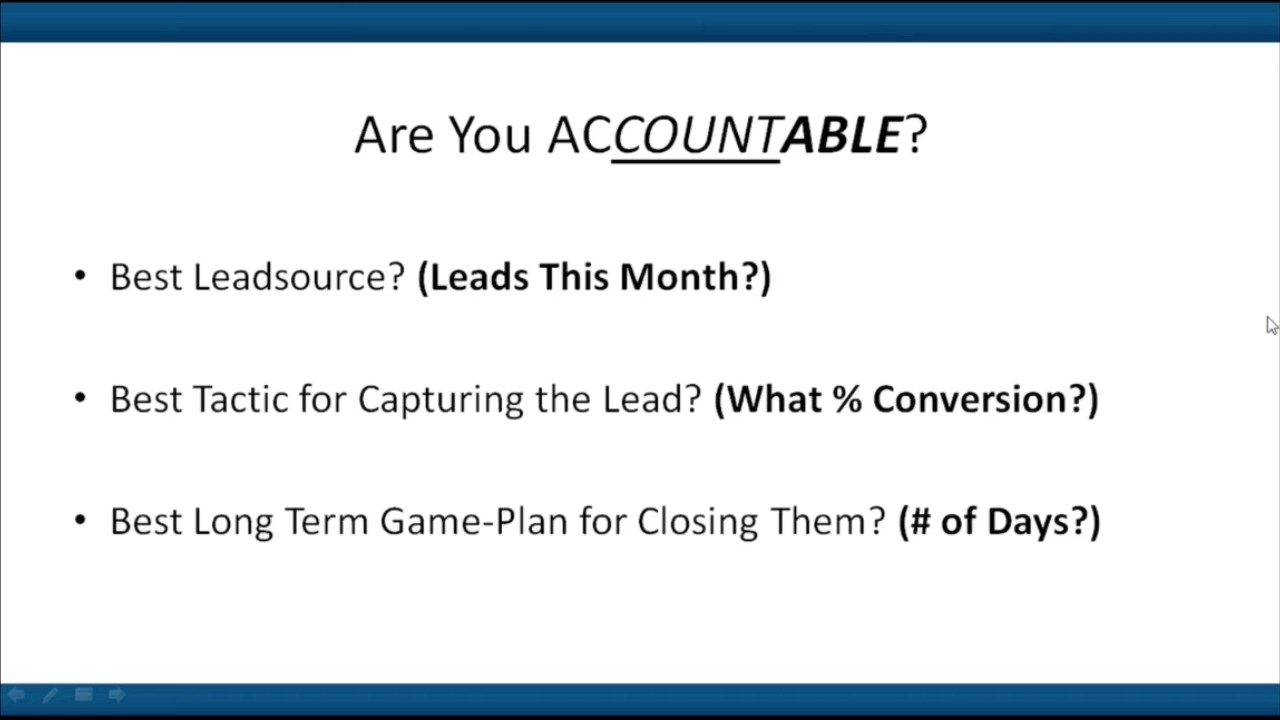 Are You ACCOUNTABLE?
• Best Leadsource? (Leads This Month?)
• Best Tactic for Capturing the Lead? (What % Conversion?)
• Best Long Term Game-Plan for Closing Them? (# of Days?)